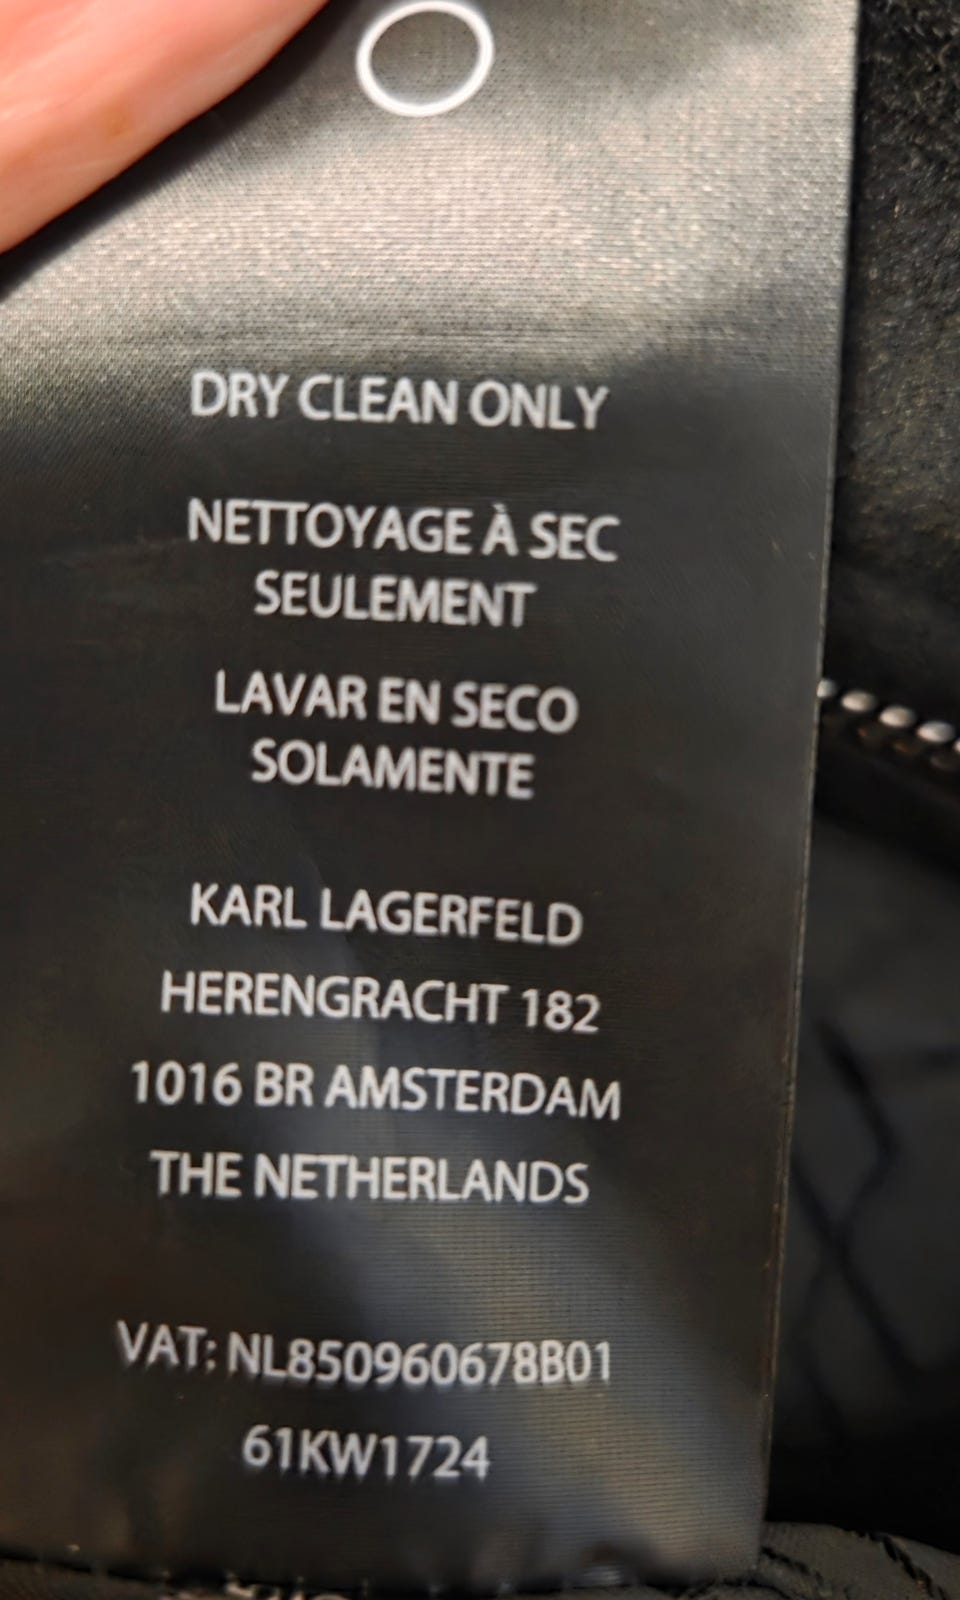 DRY CLEAN ONLY
NETTOYAGE À SEC
SEULEMENT
LAVAR EN SECO
SOLAMENTE
KARL LAGERFELD
HERENGRACHT 182
1016 BR AMSTERDAM
THE NETHERLANDS
VAT: NL850960678B01
61KW1724